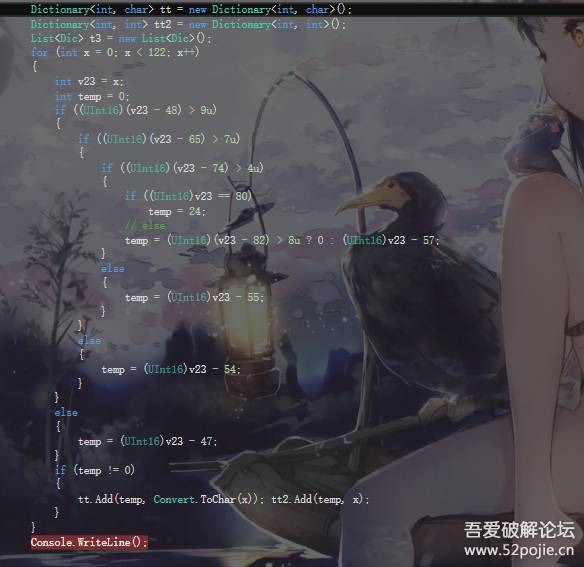 Dictionary<int, char> tt = new Dictionary<int, char>();
Dictionary<int, int> tt2 = new Dictionary<int, int>();
List<Dic> t3 = new List<Dic>();
for (int x = 0; x < 122; x++)
{
int v23 = x;
int temp = 0;
if ((UInt16)(v23 - 48) > 9u)
{
if ((UInt16)(v23 - 65) > 7u)
{
if ((UInt16)(v23 - 74) > 4u)
{
if ((UInt16)v23 == 80)
temp = 24;
// else
temp = (UInt16)(v23 - 82) > 8u ? 0 : (UInt16)v23 - 57;
}
else
{
temp = (UInt16)v23 - 55;
}
}
else
{
temp = (UInt16)v23 - 54;
}
}
else
{
temp = (UInt16)v23 - 47;
}
if (temp != 0)
{
tt.Add(temp, Convert.ToChar(x)); tt2.Add(temp, x);
}
}
Console.WriteLine();
吾爱破解论坛
www.52pojie.cn